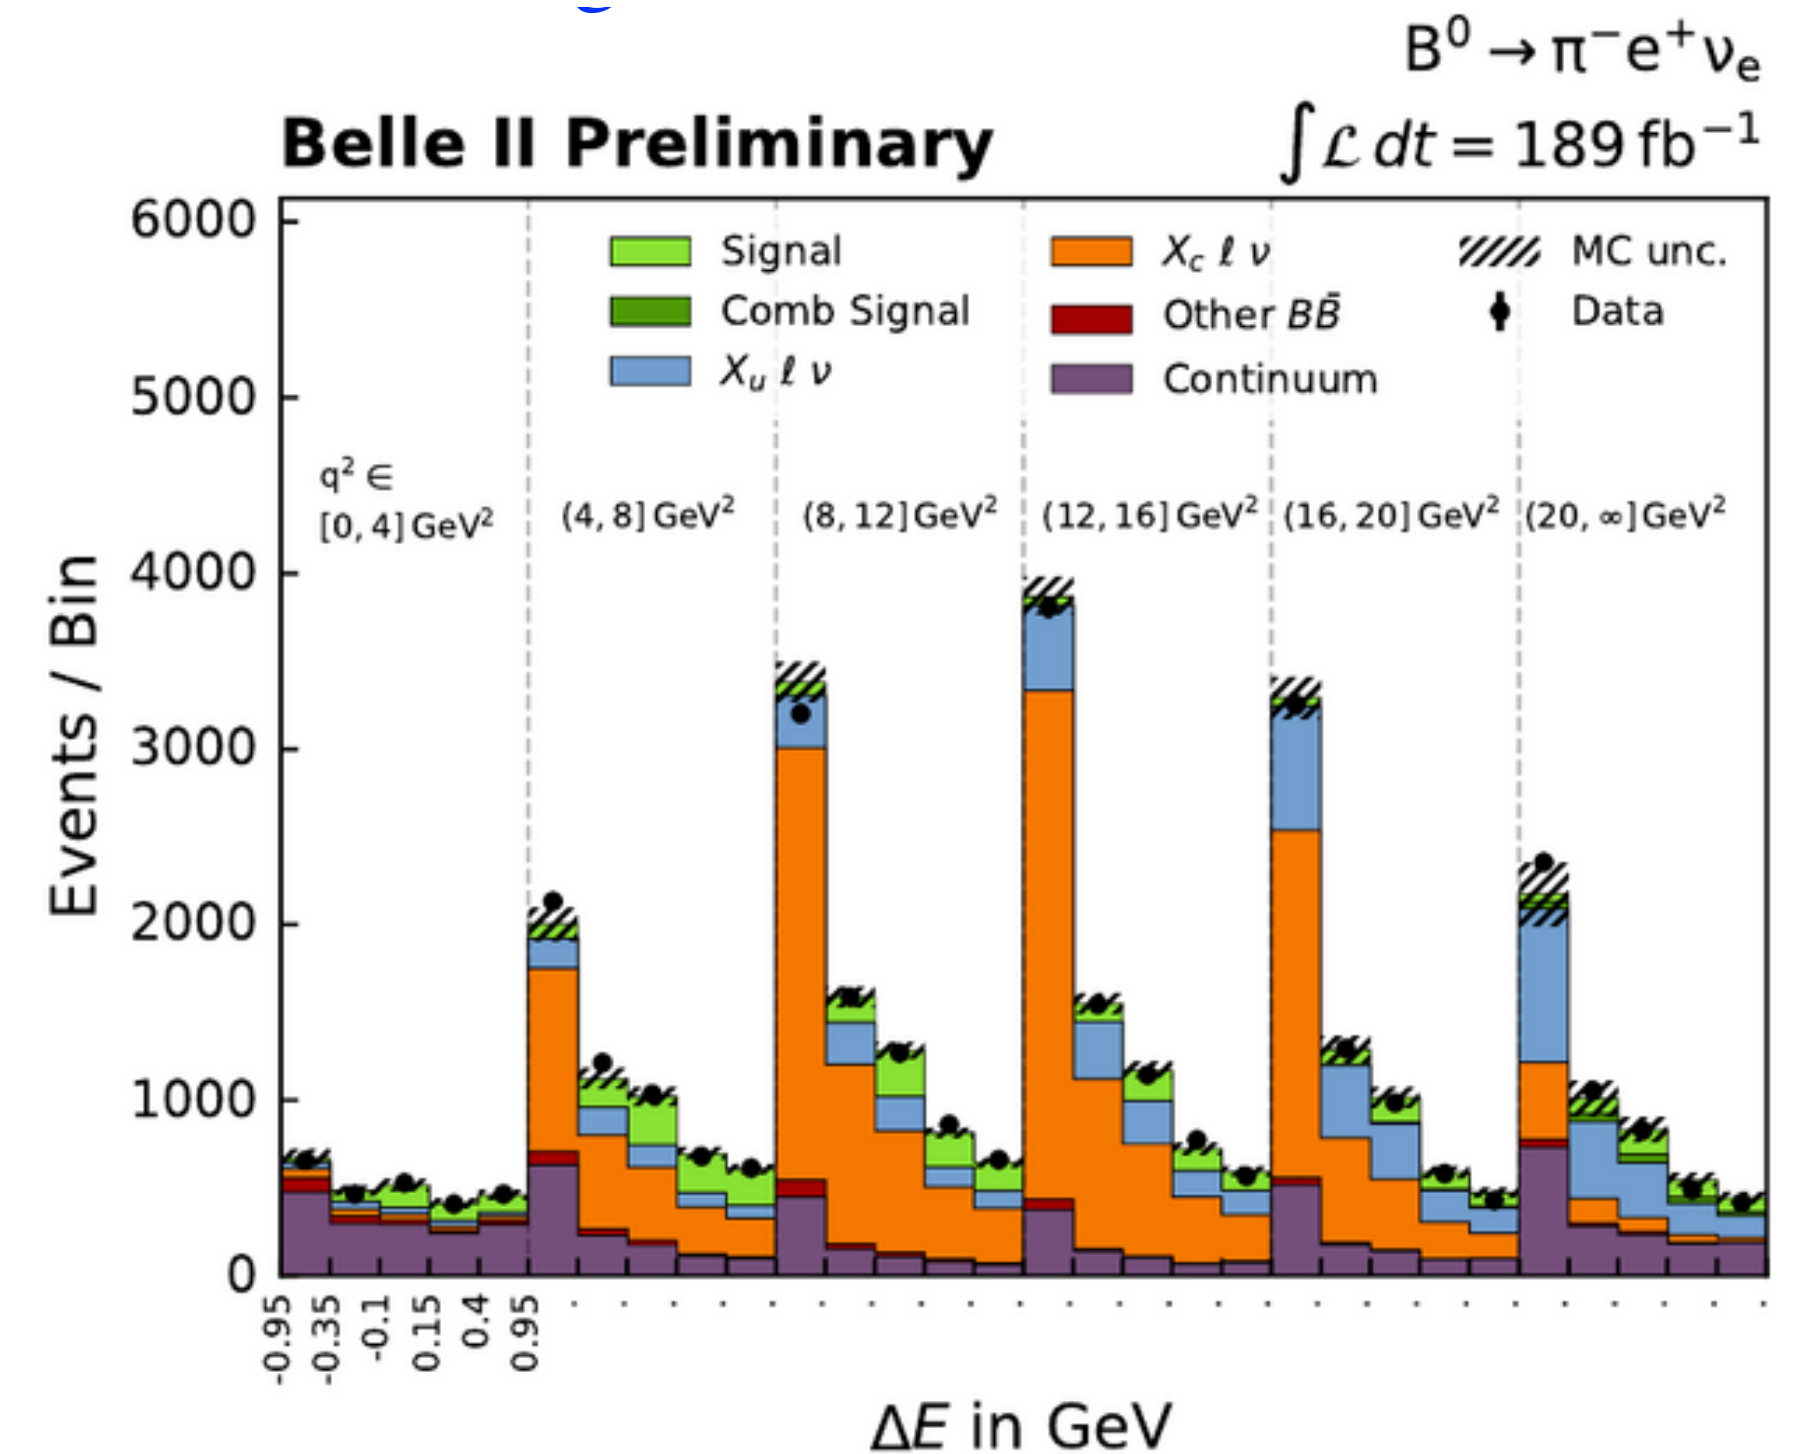 B⁰ → π⁻e⁺νₑ
Belle II Preliminary
∫ℒ dt = 189 fb⁻¹
Events / Bin
6000
5000
4000
3000
2000
1000
0
Signal
Comb Signal
Xᵤ ℓ ν
X_c ℓ ν
Other BB̄
Continuum
MC unc.
Data
q² ∈
[0, 4] GeV²
(4, 8] GeV²
(8, 12] GeV²
(12, 16] GeV²
(16, 20] GeV²
(20, ∞] GeV²
-0.95
-0.35
-0.1
0.15
0.4
0.95
ΔE in GeV